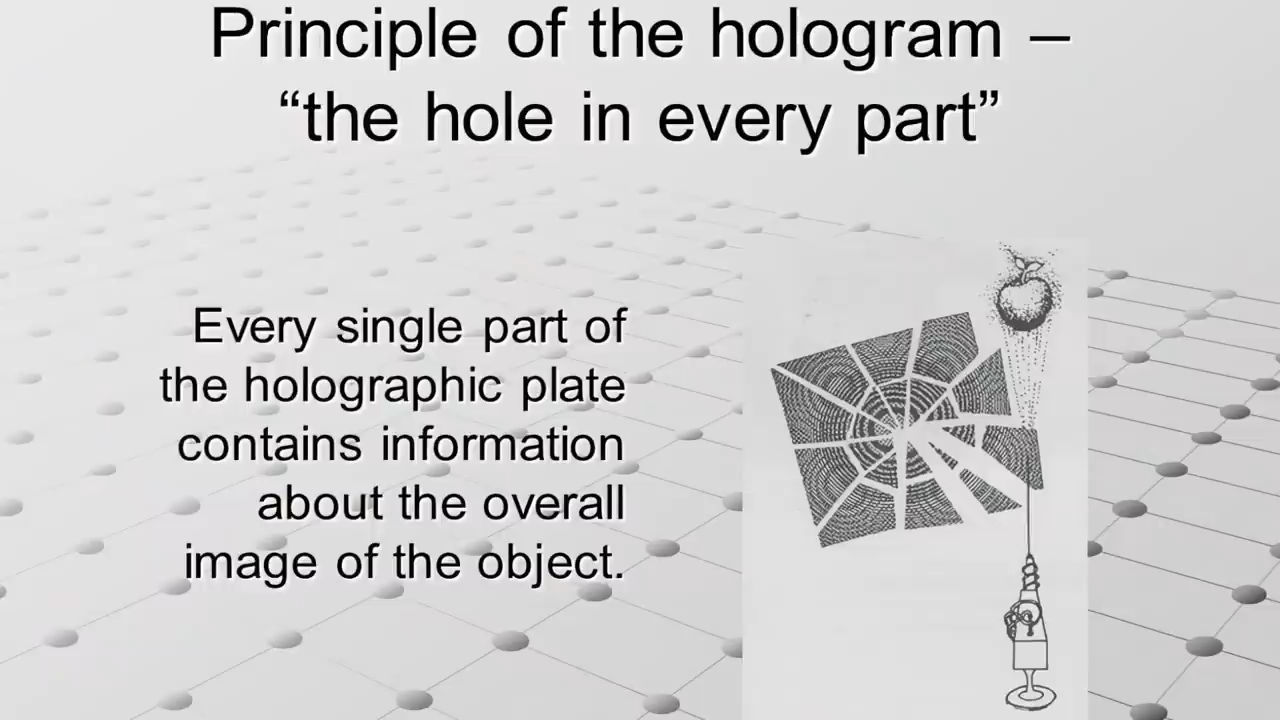 Principle of the hologram –
“the hole in every part”
Every single part of
the holographic plate
contains information
about the overall
image of the object.